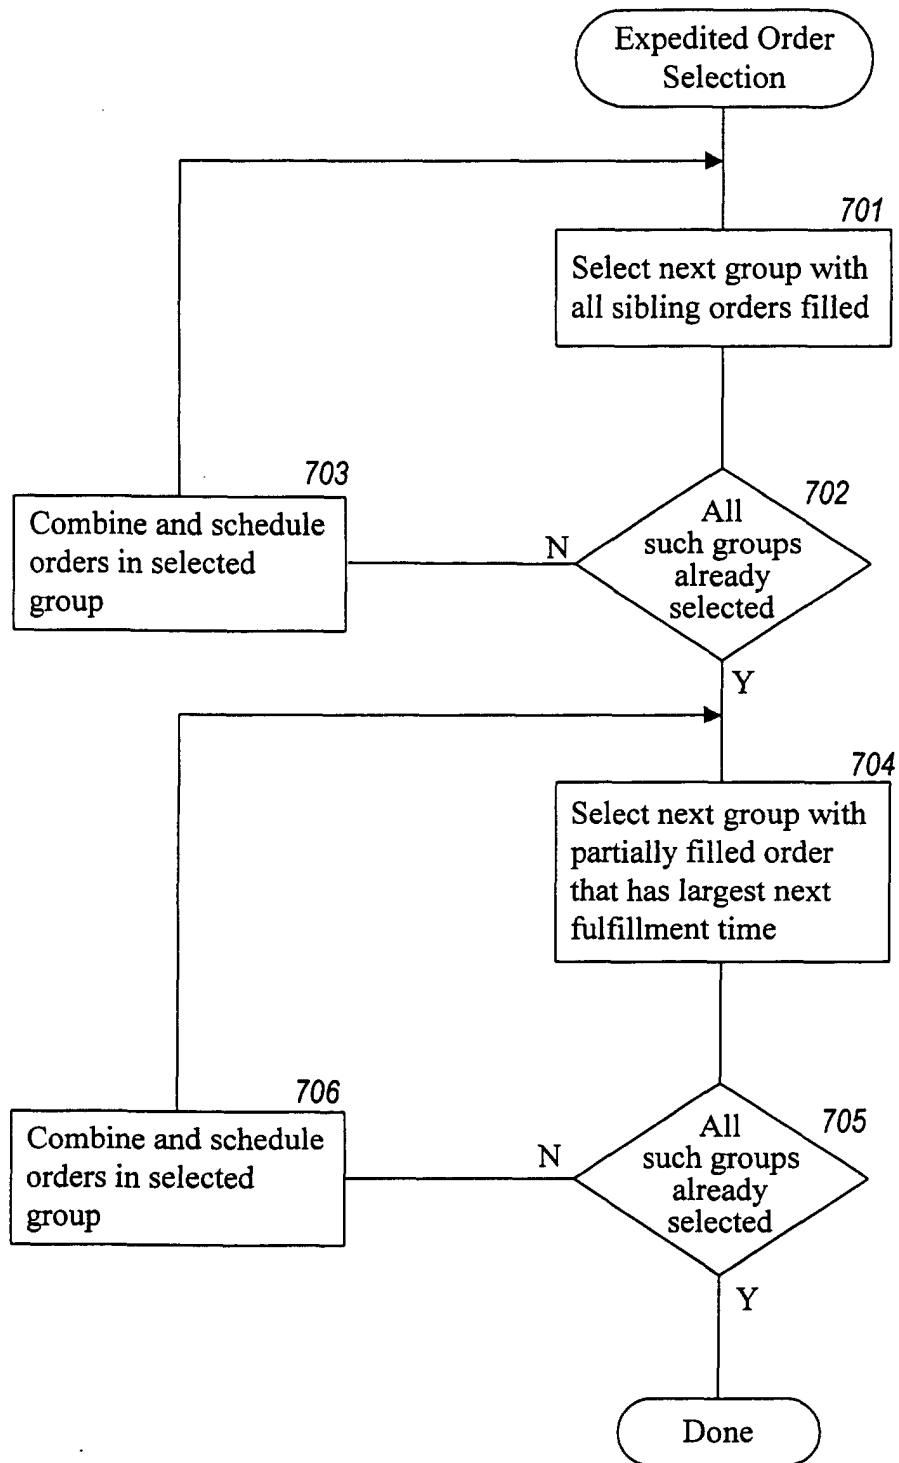 Expedited Order
Selection
701
Select next group with
all sibling orders filled
703
Combine and schedule
orders in selected
group
702
All
such groups
already
selected
N
Y
704
Select next group with
partially filled order
that has largest next
fulfillment time
706
Combine and schedule
orders in selected
group
705
All
such groups
already
selected
N
Y
Done